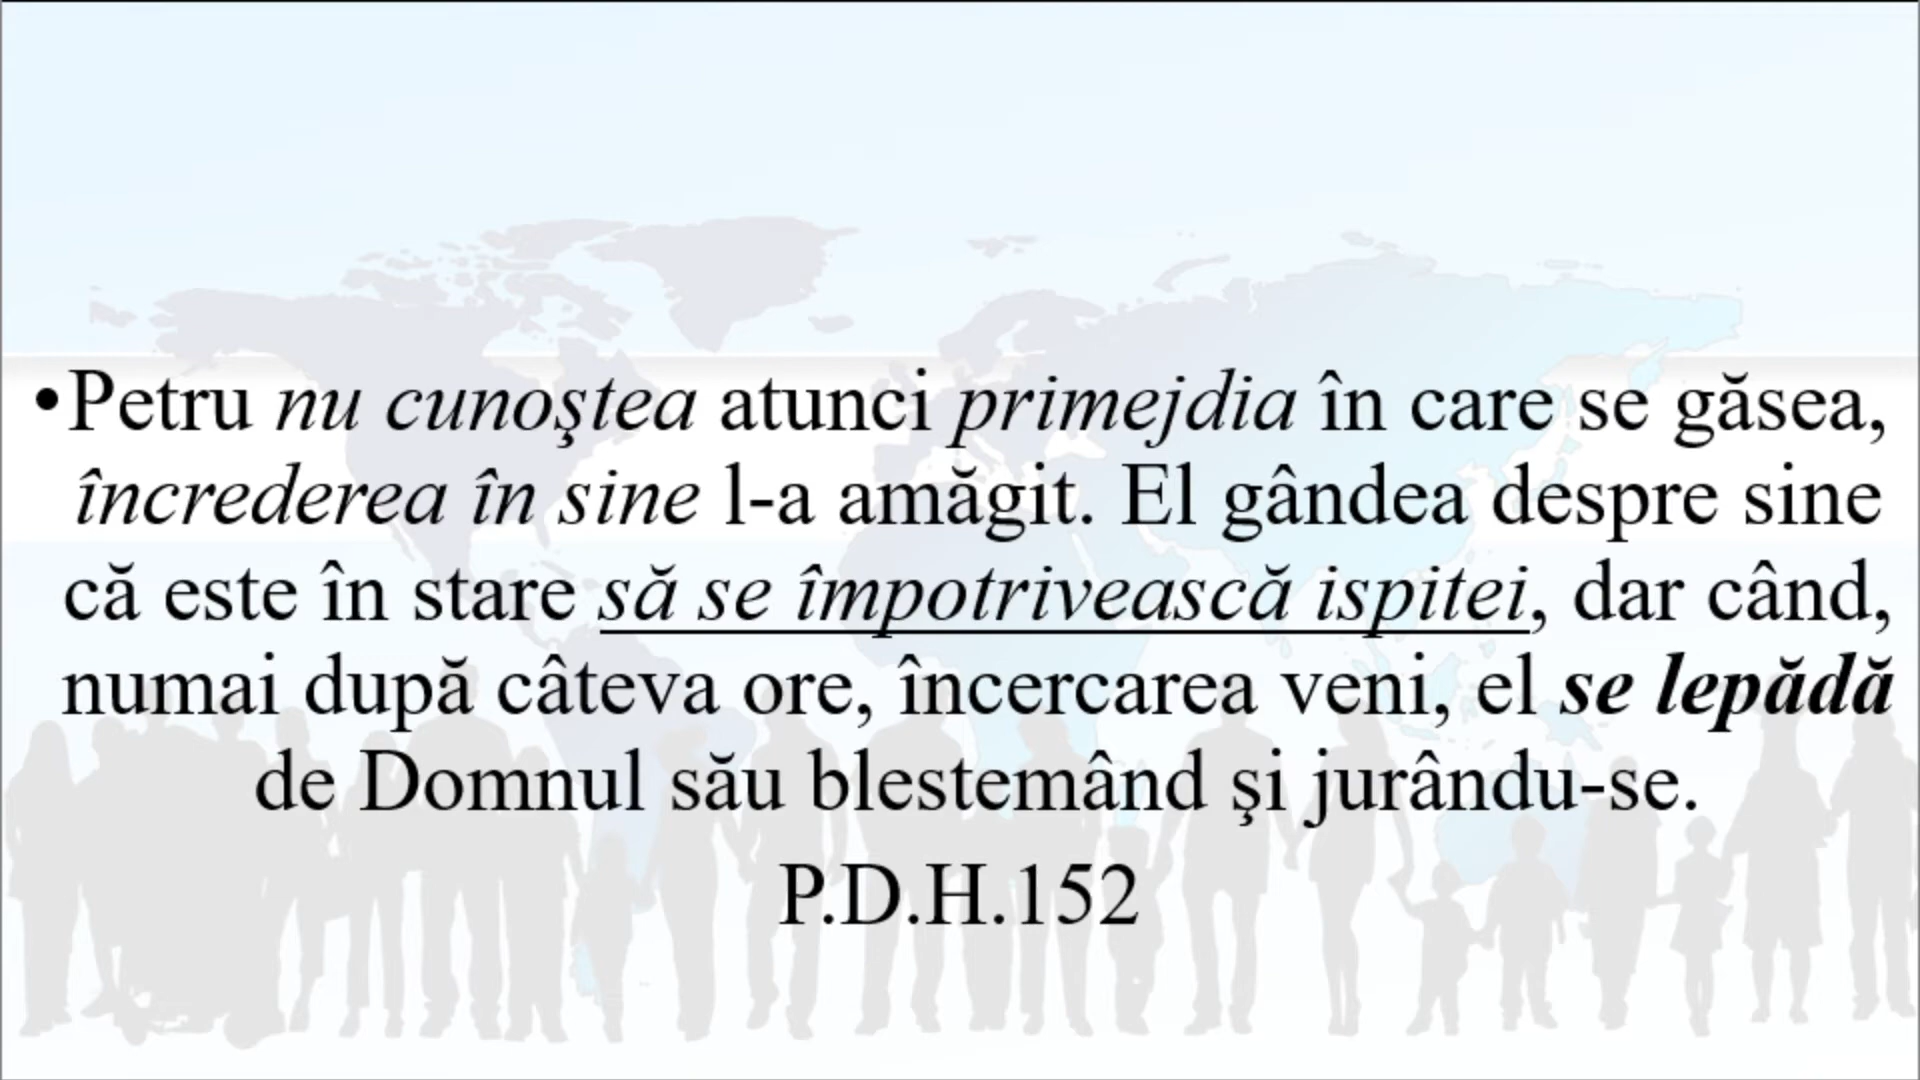 •Petru nu cunoştea atunci primejdia în care se găsea,
încrederea în sine l-a amăgit. El gândea despre sine
că este în stare să se împotrivească ispitei, dar când,
numai după câteva ore, încercarea veni, el se lepădă
de Domnul său blestemând şi jurându-se.
P.D.H.152